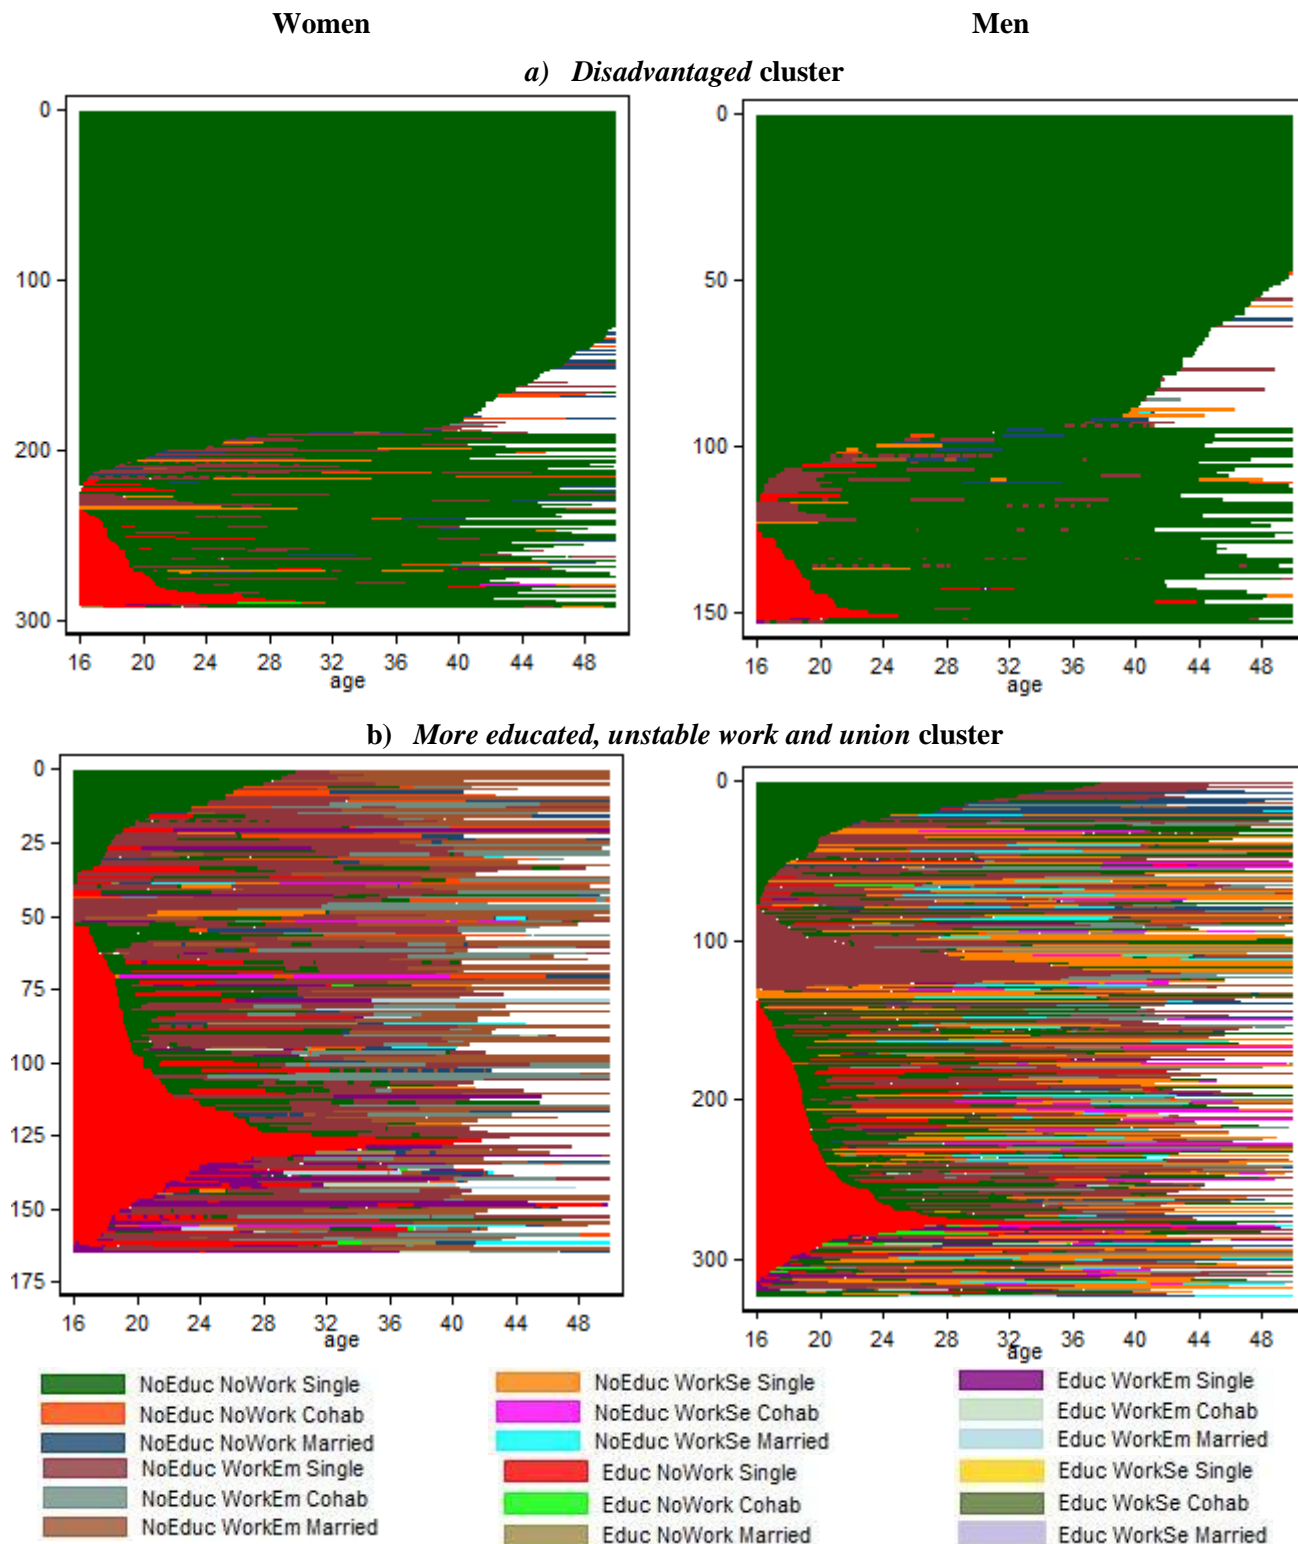 Women Men
a) Disadvantaged cluster
0
100
200
300
16 20 24 28 32 36 40 44 48
age
0
50
100
150
16 20 24 28 32 36 40 44 48
age
b) More educated, unstable work and union cluster
0
25
50
75
100
125
150
175
16 20 24 28 32 36 40 44 48
age
0
100
200
300
16 20 24 28 32 36 40 44 48
age
NoEduc NoWork Single
NoEduc NoWork Cohab
NoEduc NoWork Married
NoEduc WorkEm Single
NoEduc WorkEm Cohab
NoEduc WorkEm Married
NoEduc WorkSe Single
NoEduc WorkSe Cohab
NoEduc WorkSe Married
Educ NoWork Single
Educ NoWork Cohab
Educ NoWork Married
Educ WorkEm Single
Educ WorkEm Cohab
Educ WorkEm Married
Educ WorkSe Single
Educ WokSe Cohab
Educ WorkSe Married